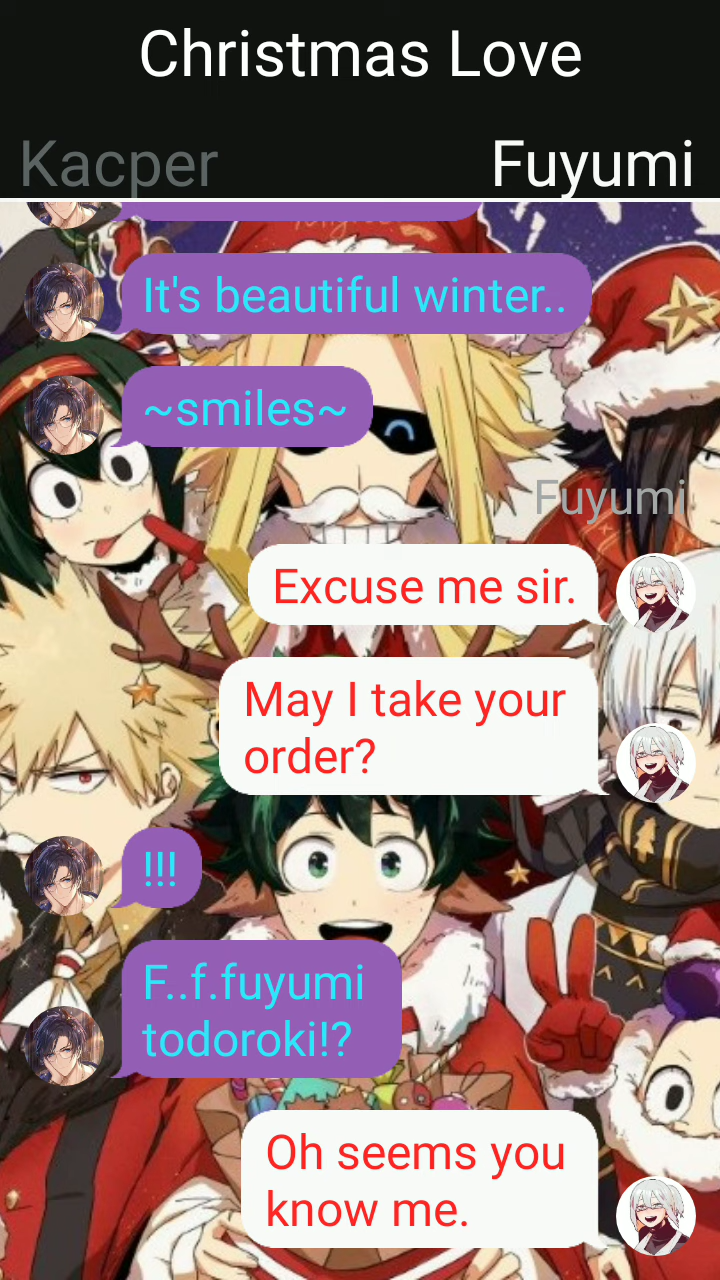 Christmas Love
Kacper
Fuyumi
It's beautiful winter..
~smiles~
Fuyumi
Excuse me sir.
May I take your
order?
!!!
F..f.fuyumi
todoroki!?
Oh seems you
know me.